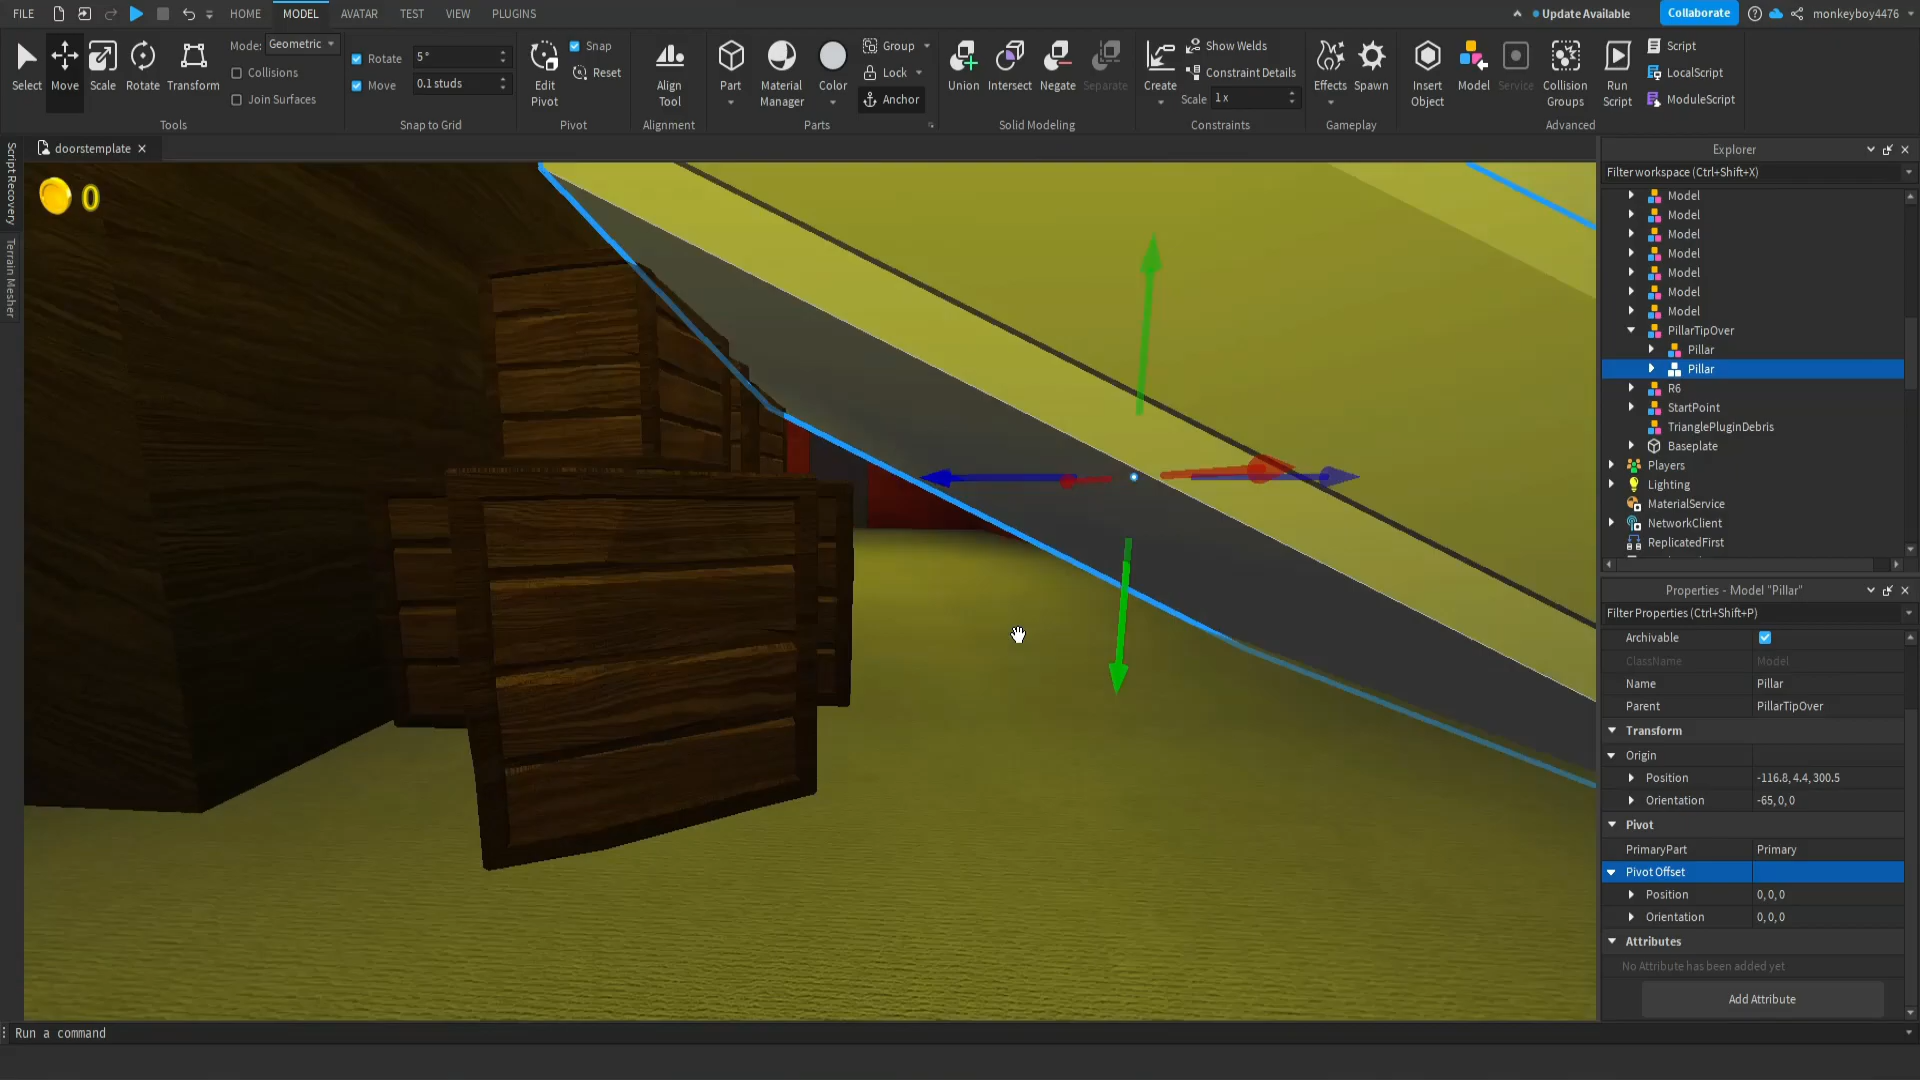 FILE
HOME MODEL AVATAR TEST VIEW PLUGINS
Update Available
Collaborate
monkeyboy4476
Select Move Scale Rotate Transform
Mode: Geometric
Collisions
Join Surfaces
Tools
Rotate 5°
Move 0.1 studs
Snap to Grid
Edit Pivot
Snap
Reset
Pivot
Align Tool
Alignment
Part
Material Manager
Color
Group
Lock
Anchor
Parts
Union Intersect Negate Separate
Solid Modeling
Create
Show Welds
Constraint Details
Scale 1 x
Constraints
Effects Spawn
Gameplay
Insert Object
Model
Service
Collision Groups
Run Script
Script
LocalScript
ModuleScript
Advanced
Script Recovery
Terrain Mesher
doorstemplate
0
Explorer
Filter workspace (Ctrl+Shift+X)
Model
Model
Model
Model
Model
Model
Model
PillarTipOver
Pillar
Pillar
R6
StartPoint
TrianglePluginDebris
Baseplate
Players
Lighting
MaterialService
NetworkClient
ReplicatedFirst
Properties - Model "Pillar"
Filter Properties (Ctrl+Shift+P)
Archivable
ClassName Model
Name Pillar
Parent PillarTipOver
Transform
Origin
Position -116.8, 4.4, 300.5
Orientation -65, 0, 0
Pivot
PrimaryPart Primary
Pivot Offset
Position 0, 0, 0
Orientation 0, 0, 0
Attributes
No Attribute has been added yet
Add Attribute
Run a command